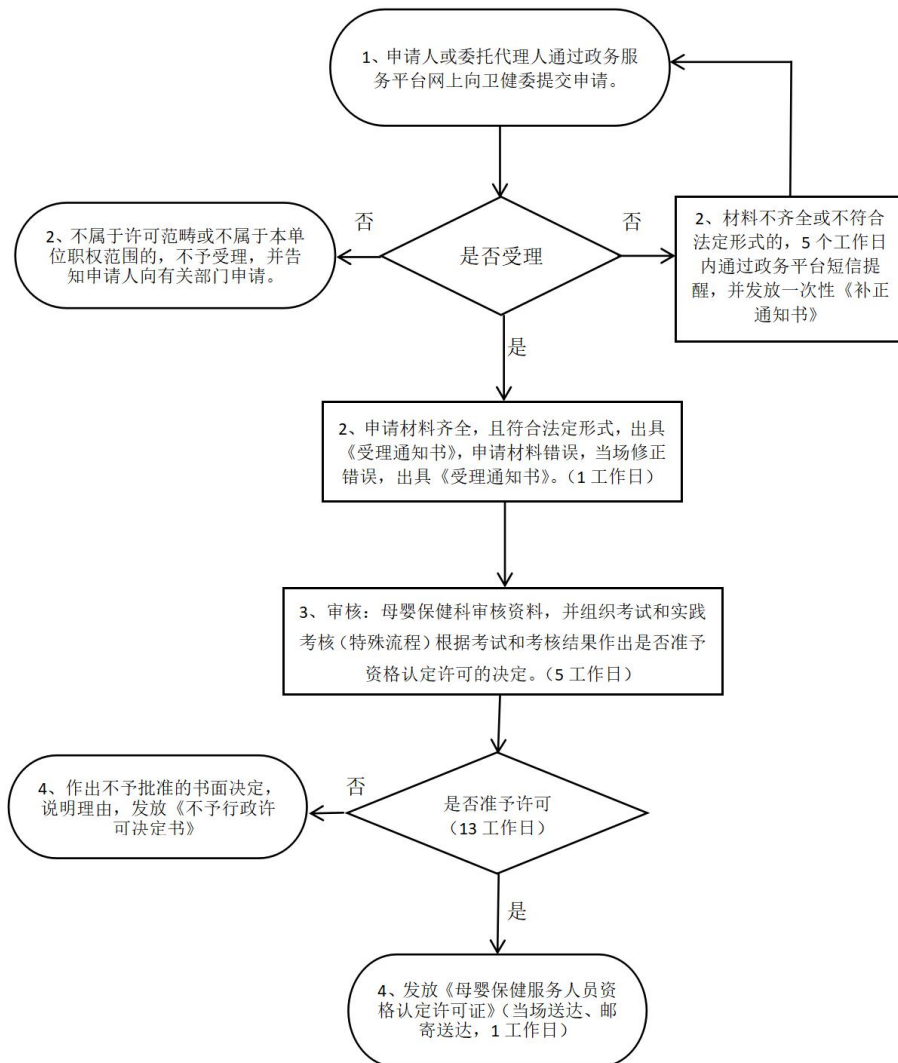 1、申请人或委托代理人通过政务服
务平台网上向卫健委提交申请。
否
否
2、不属于许可范畴或不属于本单
位职权范围的，不予受理，并告
知申请人向有关部门申请。
是否受理
2、材料不齐全或不符合
法定形式的，5 个工作日
内通过政务平台短信提
醒，并发放一次性《补正
通知书》
是
2、申请材料齐全，且符合法定形式，出具
《受理通知书》，申请材料错误，当场修正
错误，出具《受理通知书》。（1 工作日）
3、审核：母婴保健科审核资料，并组织考试和实践
考核（特殊流程）根据考试和考核结果作出是否准予
资格认定许可的决定。（5 工作日）
否
4、作出不予批准的书面决定，
说明理由，发放《不予行政许
可决定书》
是否准予许可
（13 工作日）
是
4、发放《母婴保健服务人员资
格认定许可证》（当场送达、邮
寄送达，1 工作日）